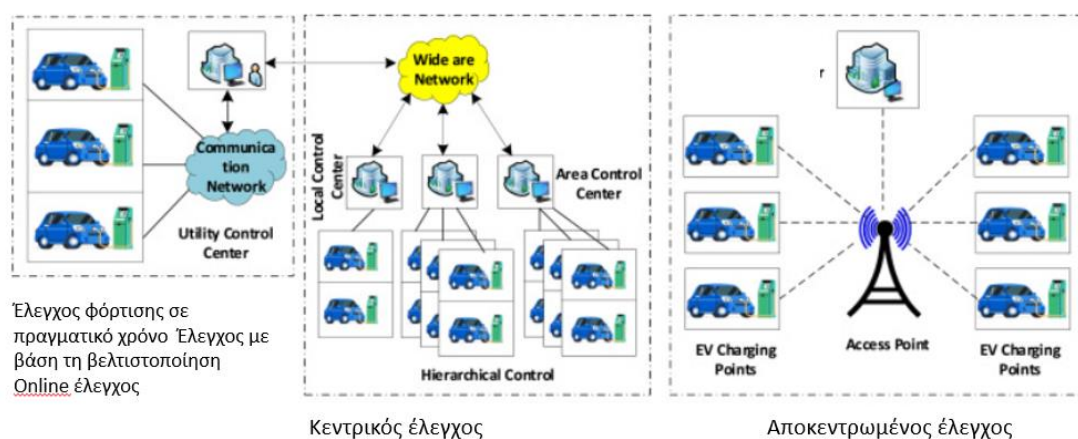 Communica
tion
Network
Utility Control
Center
Wide are
Network
Local Control
Center
Area Control
Center
Hierarchical Control
r
EV Charging
Points
Access Point
EV Charging
Points
Έλεγχος φόρτισης σε
πραγματικό χρόνο Έλεγχος με
βάση τη βελτιστοποίηση
Online έλεγχος
Κεντρικός έλεγχος
Αποκεντρωμένος έλεγχος